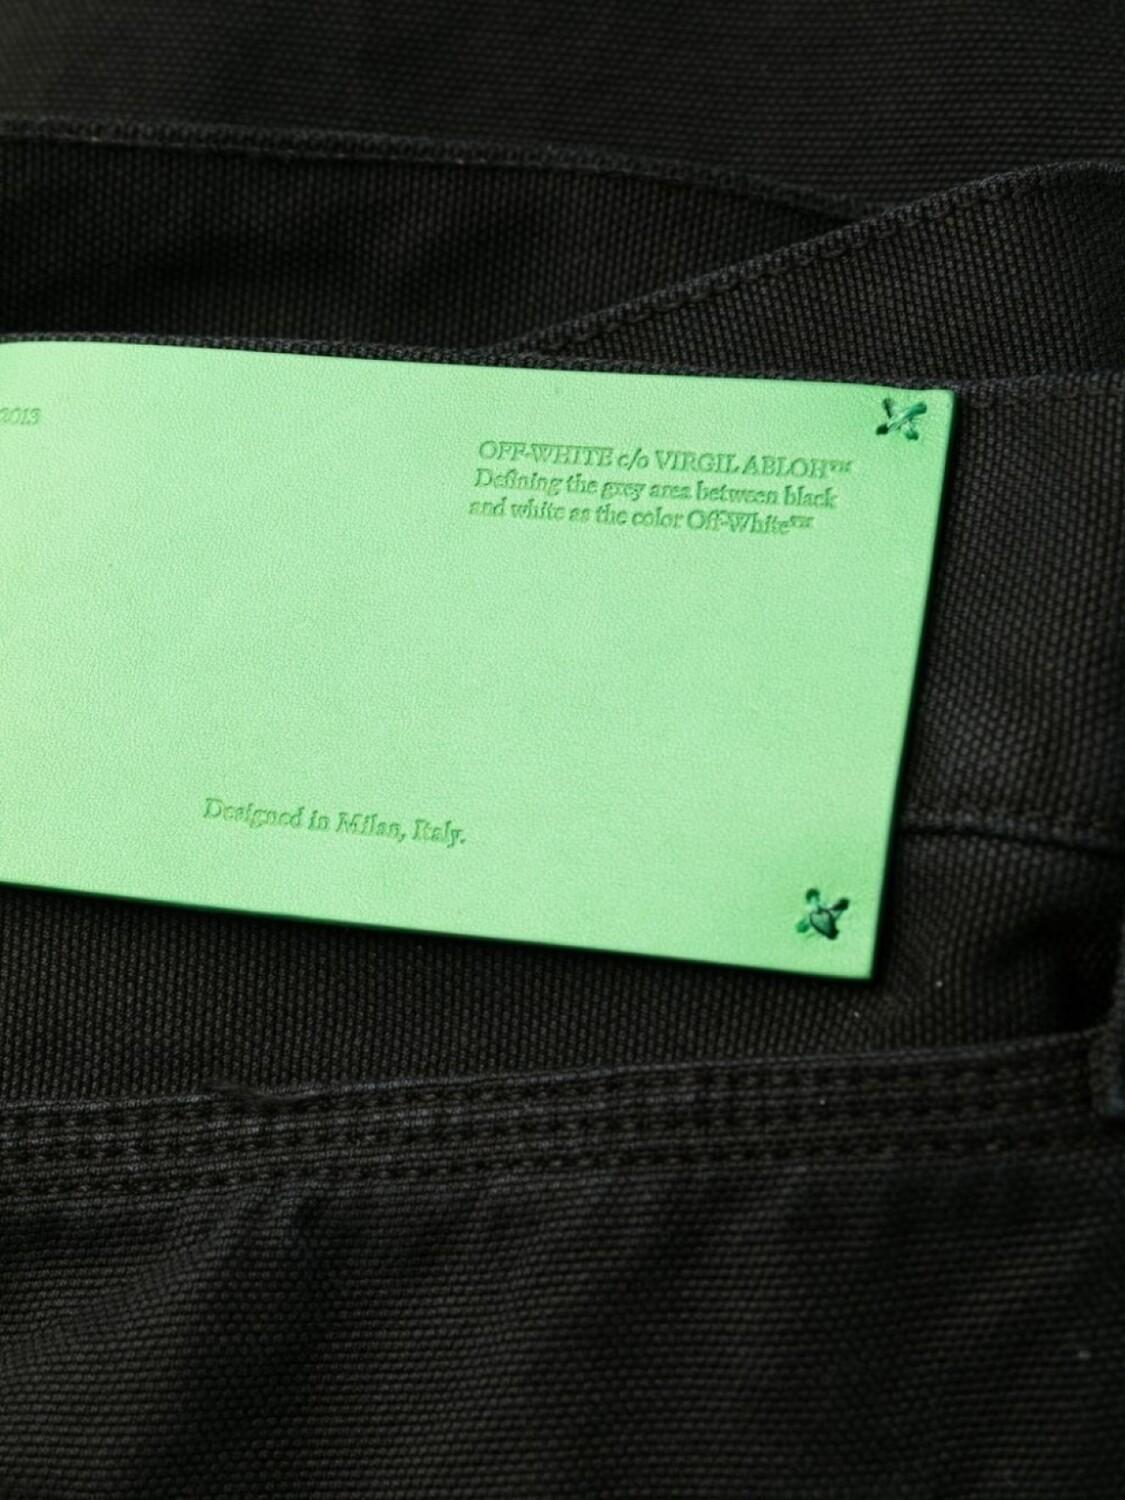 2013
OFF-WHITE c/o VIRGIL ABLOH™
Defining the grey area between black
and white as the color Off-White™
Designed in Milan, Italy.